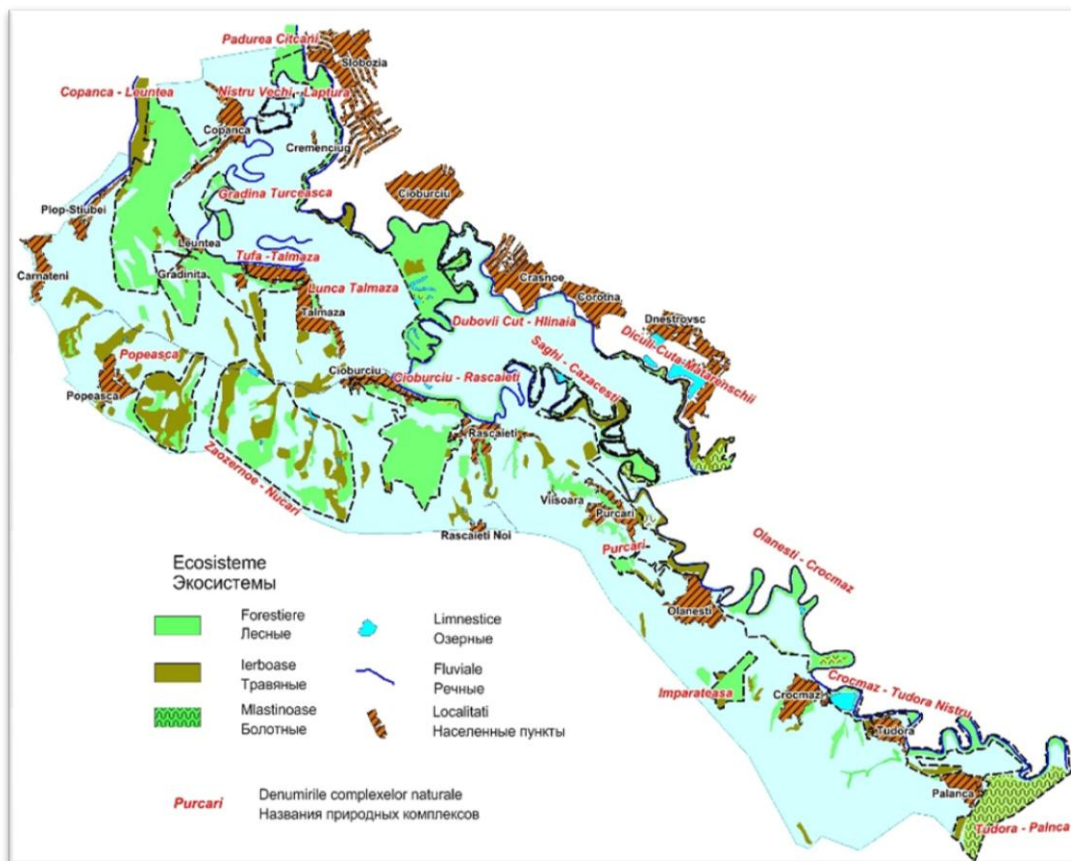 Padurea Citcani
Slobozia
Copanca - Leuntea
Nistru Vechi - Laptura
Copanca
Cremenciug
Cioburciu
Gradina Turceasca
Plop-Stiubei
Leuntea
Tufa -Talmaza
Carnateni
Gradinita
Lunca Talmaza
Crasnoe
Corotna
Talmaza
Dnestrovsc
Dubovii Cut - Hlinaia
Diculi-Cuta-Matarenschii
Saghi - Cazacesti
Popeasca
Cioburciu
Cioburciu - Rascaieti
Popeasca
Rascaieti
Zaozernoe - Nucari
Viisoara
Purcari
Rascaieti Noi
Purcari
Olanesti - Crocmaz
Olanesti
Imparateasa
Crocmaz
Crocmaz - Tudora Nistru
Tudora
Palanca
Tudora - Palnca
Ecosisteme
Экосистемы
Forestiere
Лесные
Limnestice
Озерные
Ierboase
Травяные
Fluviale
Речные
Mlastinoase
Болотные
Localitati
Населенные пункты
Purcari
Denumirile complexelor naturale
Названия природных комплексов